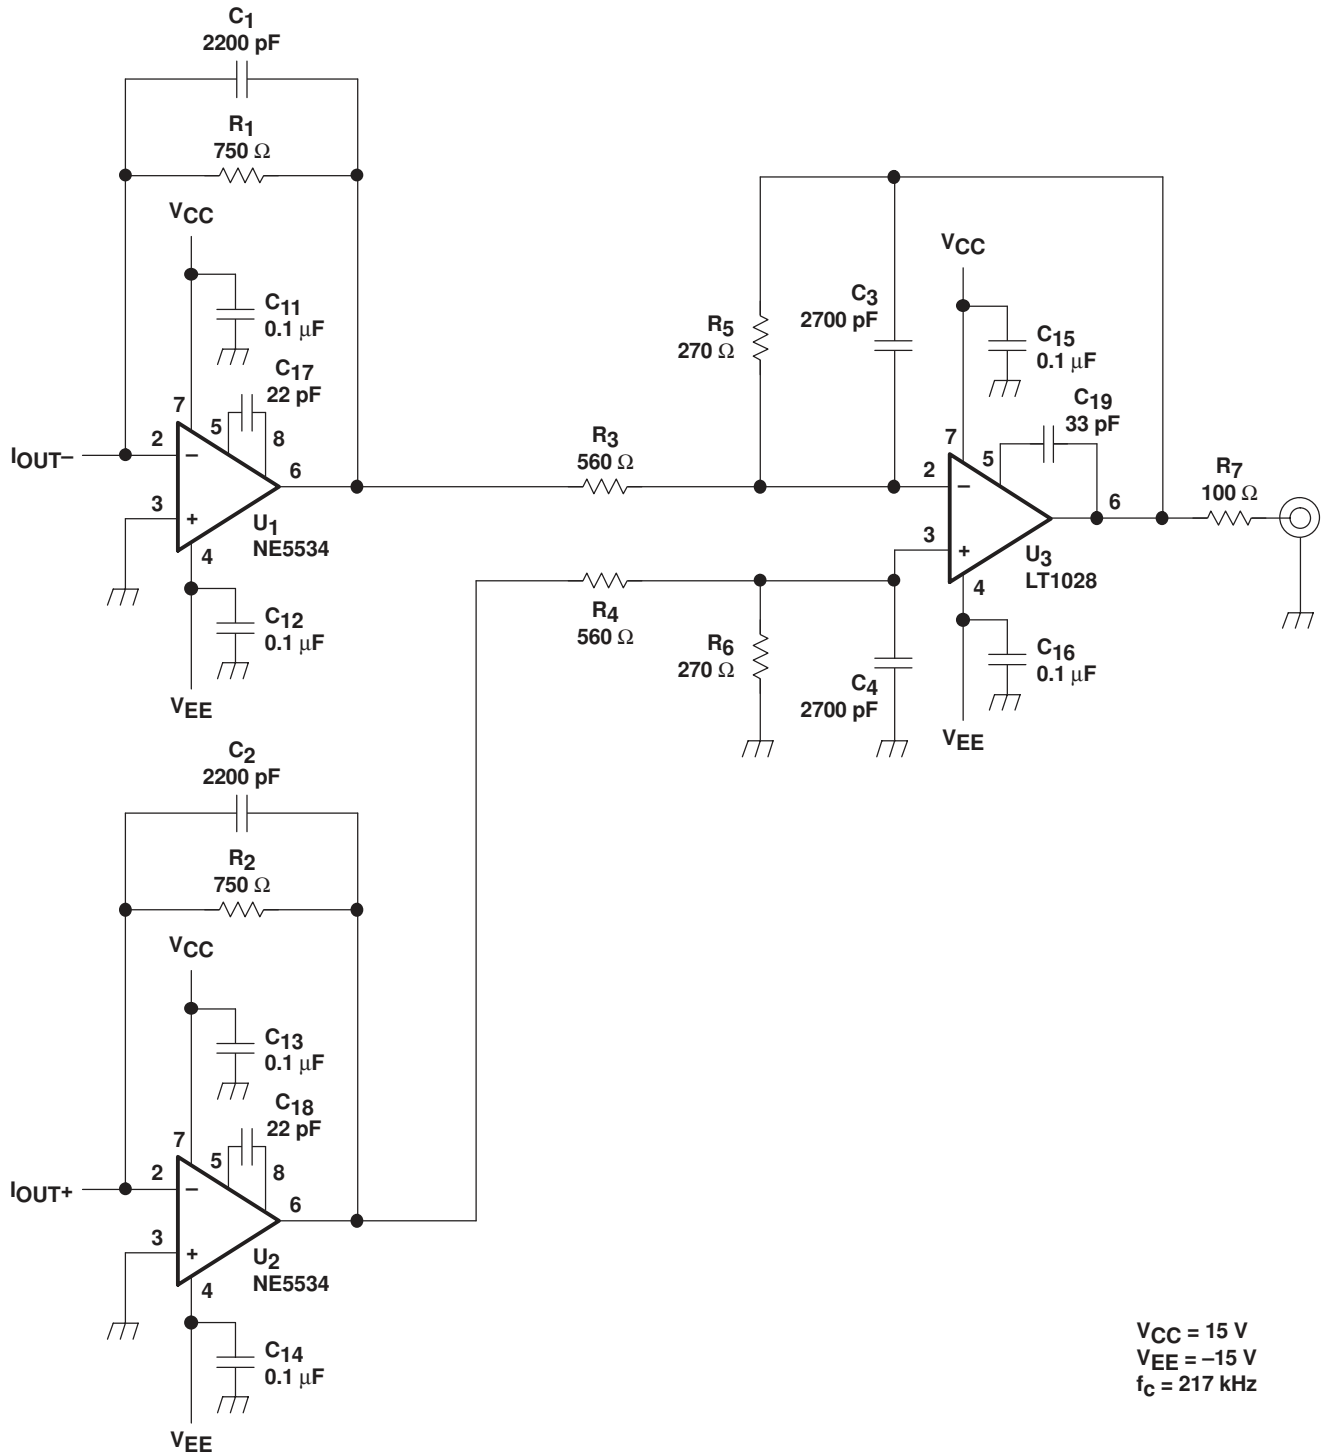 C1
2200 pF
R1
750 Ω
VCC
C11
0.1 μF
C17
22 pF
7
5
8
2
–
IOUT–
6
3
+
U1
NE5534
4
C12
0.1 μF
VEE
R3
560 Ω
R5
270 Ω
C3
2700 pF
VCC
C15
0.1 μF
C19
33 pF
7
5
2
–
6
R7
100 Ω
3
+
U3
LT1028
4
R4
560 Ω
R6
270 Ω
C4
2700 pF
C16
0.1 μF
VEE
C2
2200 pF
R2
750 Ω
VCC
C13
0.1 μF
C18
22 pF
7
5
8
2
–
IOUT+
6
3
+
U2
NE5534
4
C14
0.1 μF
VEE
VCC = 15 V
VEE = –15 V
fC = 217 kHz